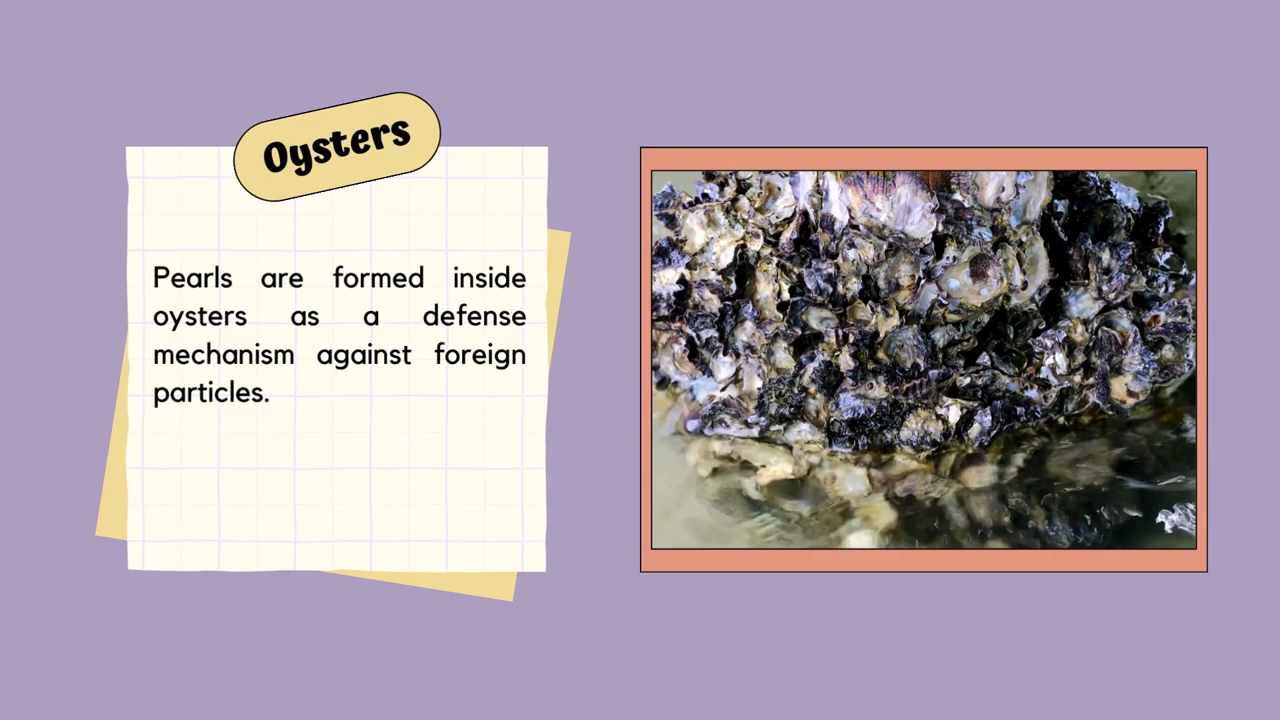 Oysters
Pearls are formed inside
oysters as a defense
mechanism against foreign
particles.